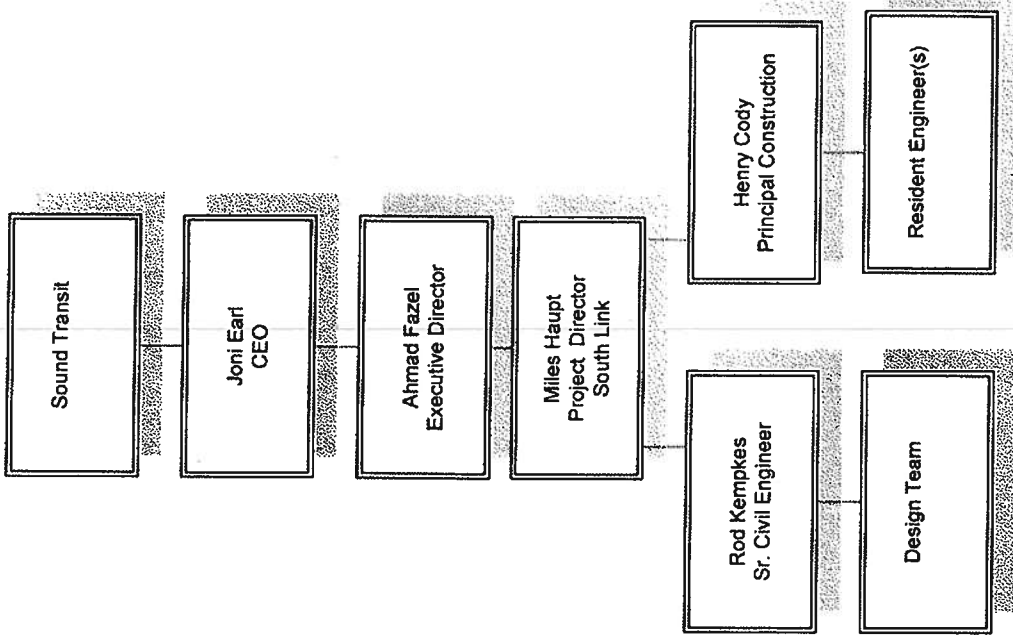 Sound Transit
Joni Earl
CEO
Ahmad Fazel
Executive Director
Miles Haupt
Project Director
South Link
Rod Kempkes
Sr. Civil Engineer
Design Team
Henry Cody
Principal Construction
Resident Engineer(s)